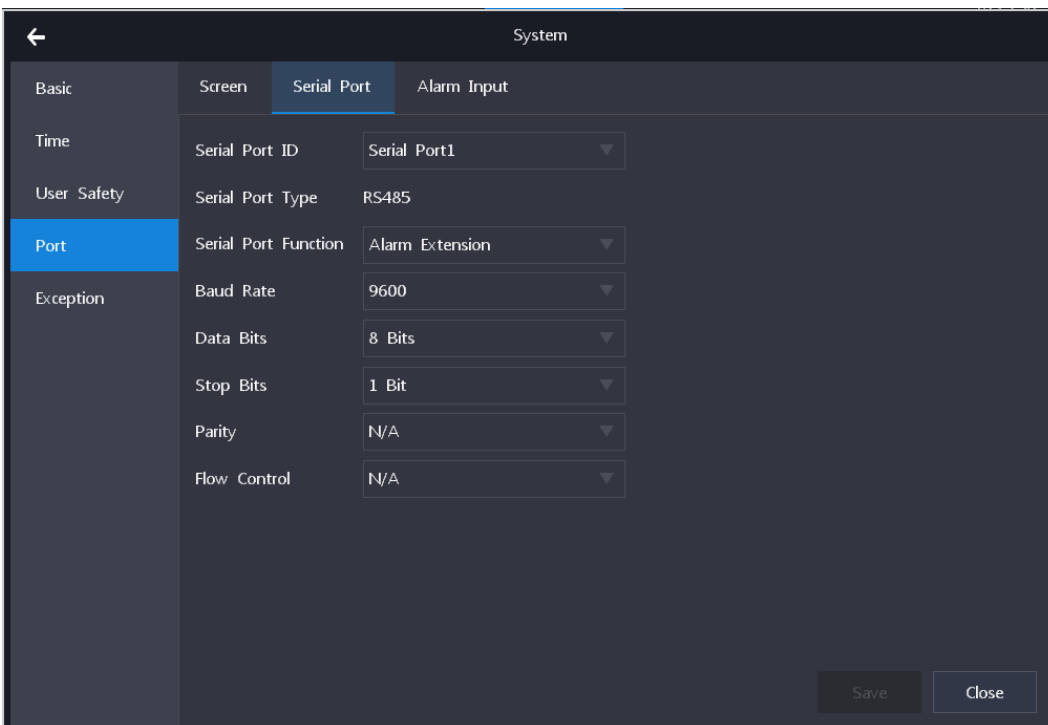 System
Basic
Time
User Safety
Port
Exception
Screen Serial Port Alarm Input
Serial Port ID Serial Port1
Serial Port Type RS485
Serial Port Function Alarm Extension
Baud Rate 9600
Data Bits 8 Bits
Stop Bits 1 Bit
Parity N/A
Flow Control N/A
Save Close